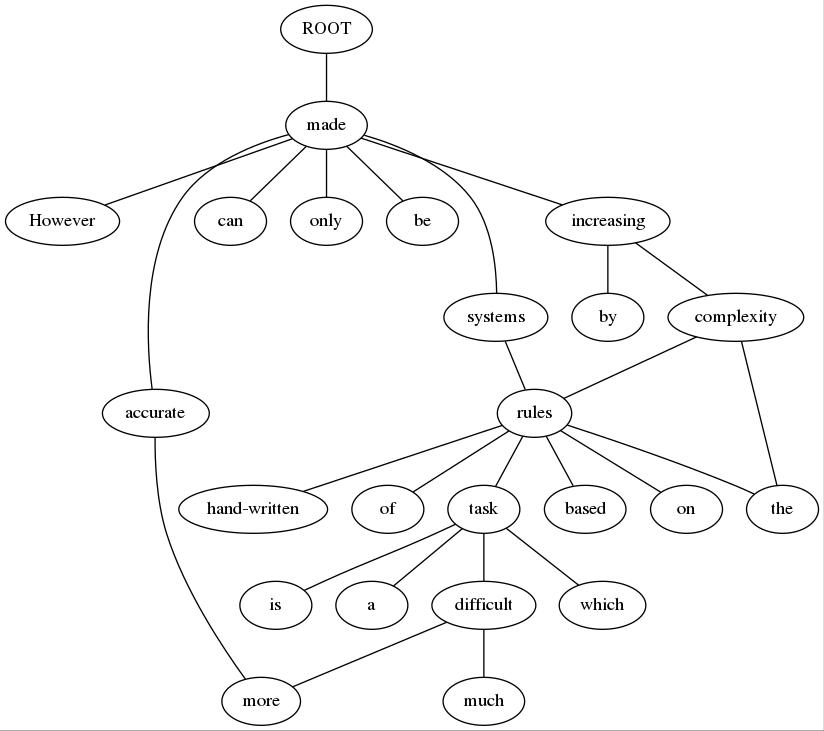 ROOT
made
However can only be increasing
systems by complexity
accurate rules
hand-written of task based on the
is a difficult which
more much